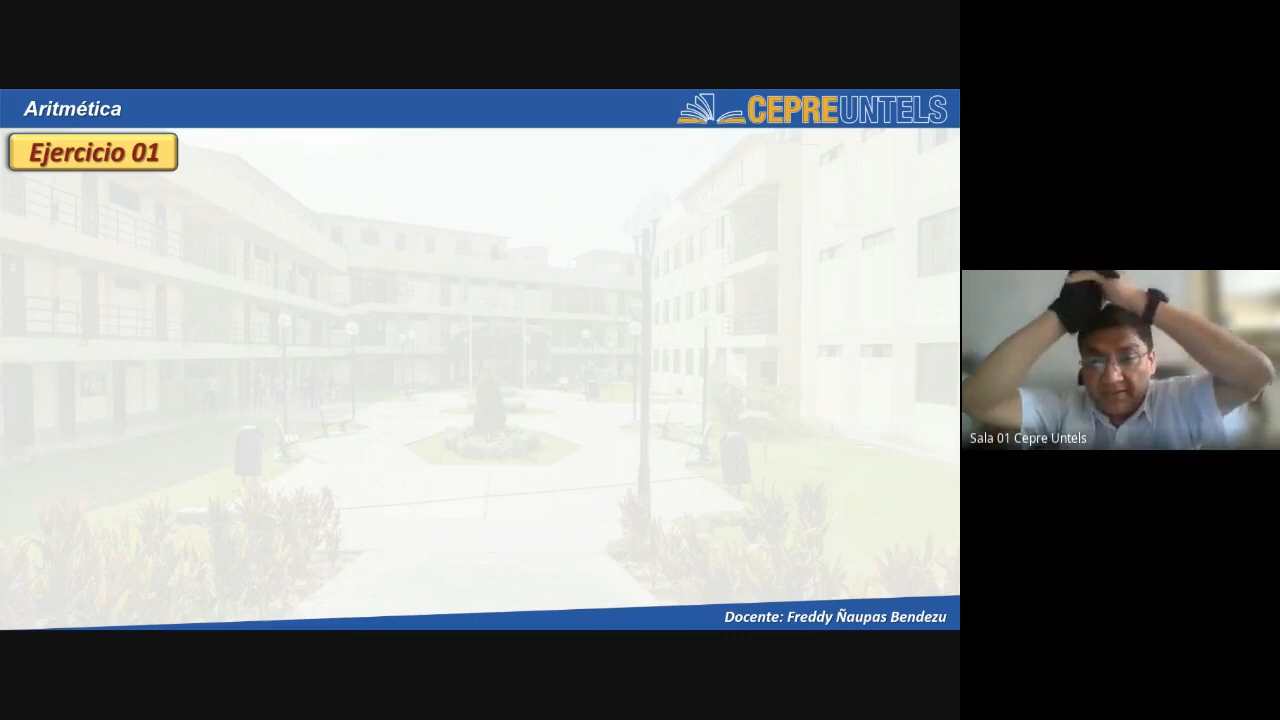 Aritmética
CEPREUNTELS
Ejercicio 01
Sala 01 Cepre Untels
Docente: Freddy Ñaupas Bendezu